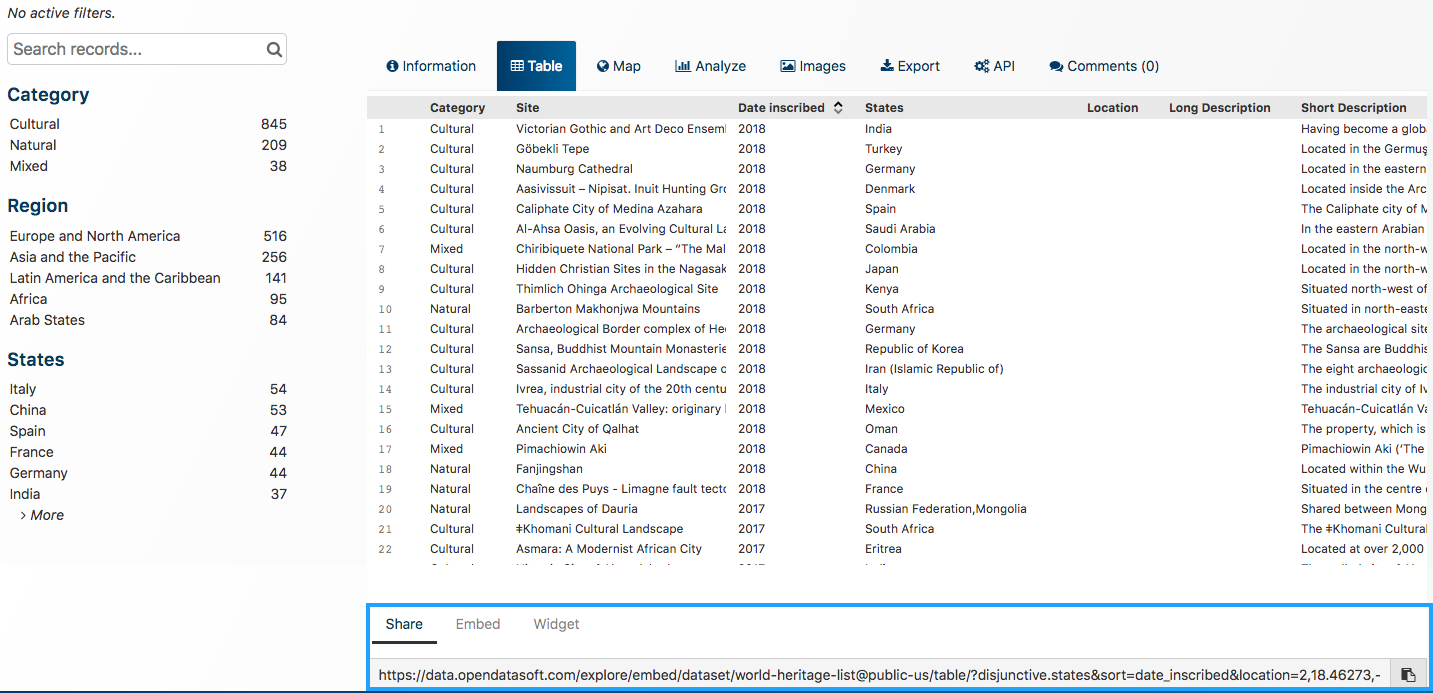 No active filters.
Search records...
Category
Cultural 845
Natural 209
Mixed 38
Region
Europe and North America 516
Asia and the Pacific 256
Latin America and the Caribbean 141
Africa 95
Arab States 84
States
Italy 54
China 53
Spain 47
France 44
Germany 44
India 37
› More
Information Table Map Analyze Images Export API Comments (0)
Category Site Date inscribed States Location Long Description Short Description
1 Cultural Victorian Gothic and Art Deco Enseml 2018 India Having become a globa
2 Cultural Göbekli Tepe 2018 Turkey Located in the Germuş
3 Cultural Naumburg Cathedral 2018 Germany Located in the eastern
4 Cultural Aasivissuit – Nipisat. Inuit Hunting Gro 2018 Denmark Located inside the Arc
5 Cultural Caliphate City of Medina Azahara 2018 Spain The Caliphate city of M
6 Cultural Al-Ahsa Oasis, an Evolving Cultural La 2018 Saudi Arabia In the eastern Arabian
7 Mixed Chiribiquete National Park – “The Mal 2018 Colombia Located in the north-w
8 Cultural Hidden Christian Sites in the Nagasak 2018 Japan Located in the north-w
9 Cultural Thimlich Ohinga Archaeological Site 2018 Kenya Situated north-west of
10 Natural Barberton Makhonjwa Mountains 2018 South Africa Situated in north-easte
11 Cultural Archaeological Border complex of Hed 2018 Germany The archaeological site
12 Cultural Sansa, Buddhist Mountain Monasterie 2018 Republic of Korea The Sansa are Buddhis
13 Cultural Sassanid Archaeological Landscape o 2018 Iran (Islamic Republic of) The eight archaeologic
14 Cultural Ivrea, industrial city of the 20th centu 2018 Italy The industrial city of Iv
15 Mixed Tehuacán-Cuicatlán Valley: originary 2018 Mexico Tehuacán-Cuicatlán Va
16 Cultural Ancient City of Qalhat 2018 Oman The property, which is
17 Mixed Pimachiowin Aki 2018 Canada Pimachiowin Aki (‘The
18 Natural Fanjingshan 2018 China Located within the Wu
19 Natural Chaîne des Puys - Limagne fault tecto 2018 France Situated in the centre
20 Natural Landscapes of Dauria 2017 Russian Federation,Mongolia Shared between Mong
21 Cultural ǂKhomani Cultural Landscape 2017 South Africa The ǂKhomani Cultural
22 Cultural Asmara: A Modernist African City 2017 Eritrea Located at over 2,000
Share Embed Widget
https://data.opendatasoft.com/explore/embed/dataset/world-heritage-list@public-us/table/?disjunctive.states&sort=date_inscribed&location=2,18.46273,-